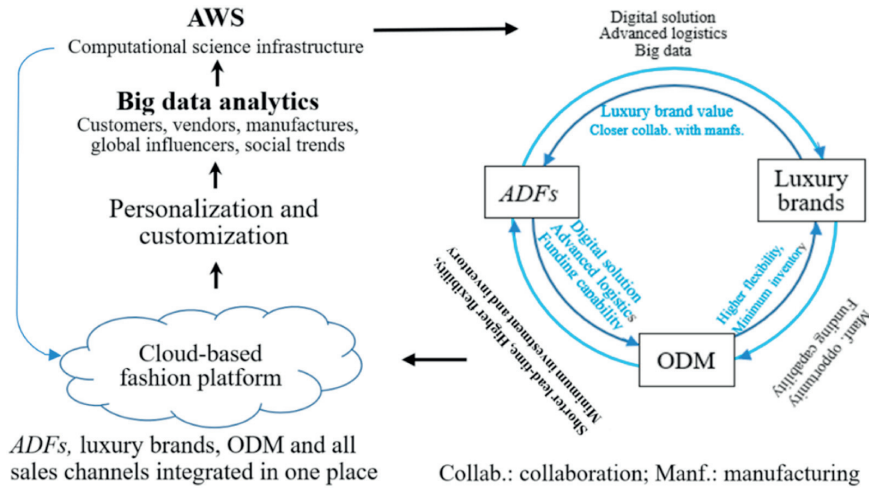 AWS
Computational science infrastructure
Big data analytics
Customers, vendors, manufactures,
global influencers, social trends
Personalization and
customization
Cloud-based
fashion platform
ADFs, luxury brands, ODM and all
sales channels integrated in one place
Digital solution
Advanced logistics
Big data
Luxury brand value
Closer collab. with manfs.
ADFs
Luxury
brands
Digital solution
Advanced logistics
Funding capability
Higher flexibility,
Minimum inventory
Shorter lead-time, Higher flexibility,
Minimum investment and inventory
ODM
Manf. opportunity
Funding capability
Collab.: collaboration; Manf.: manufacturing